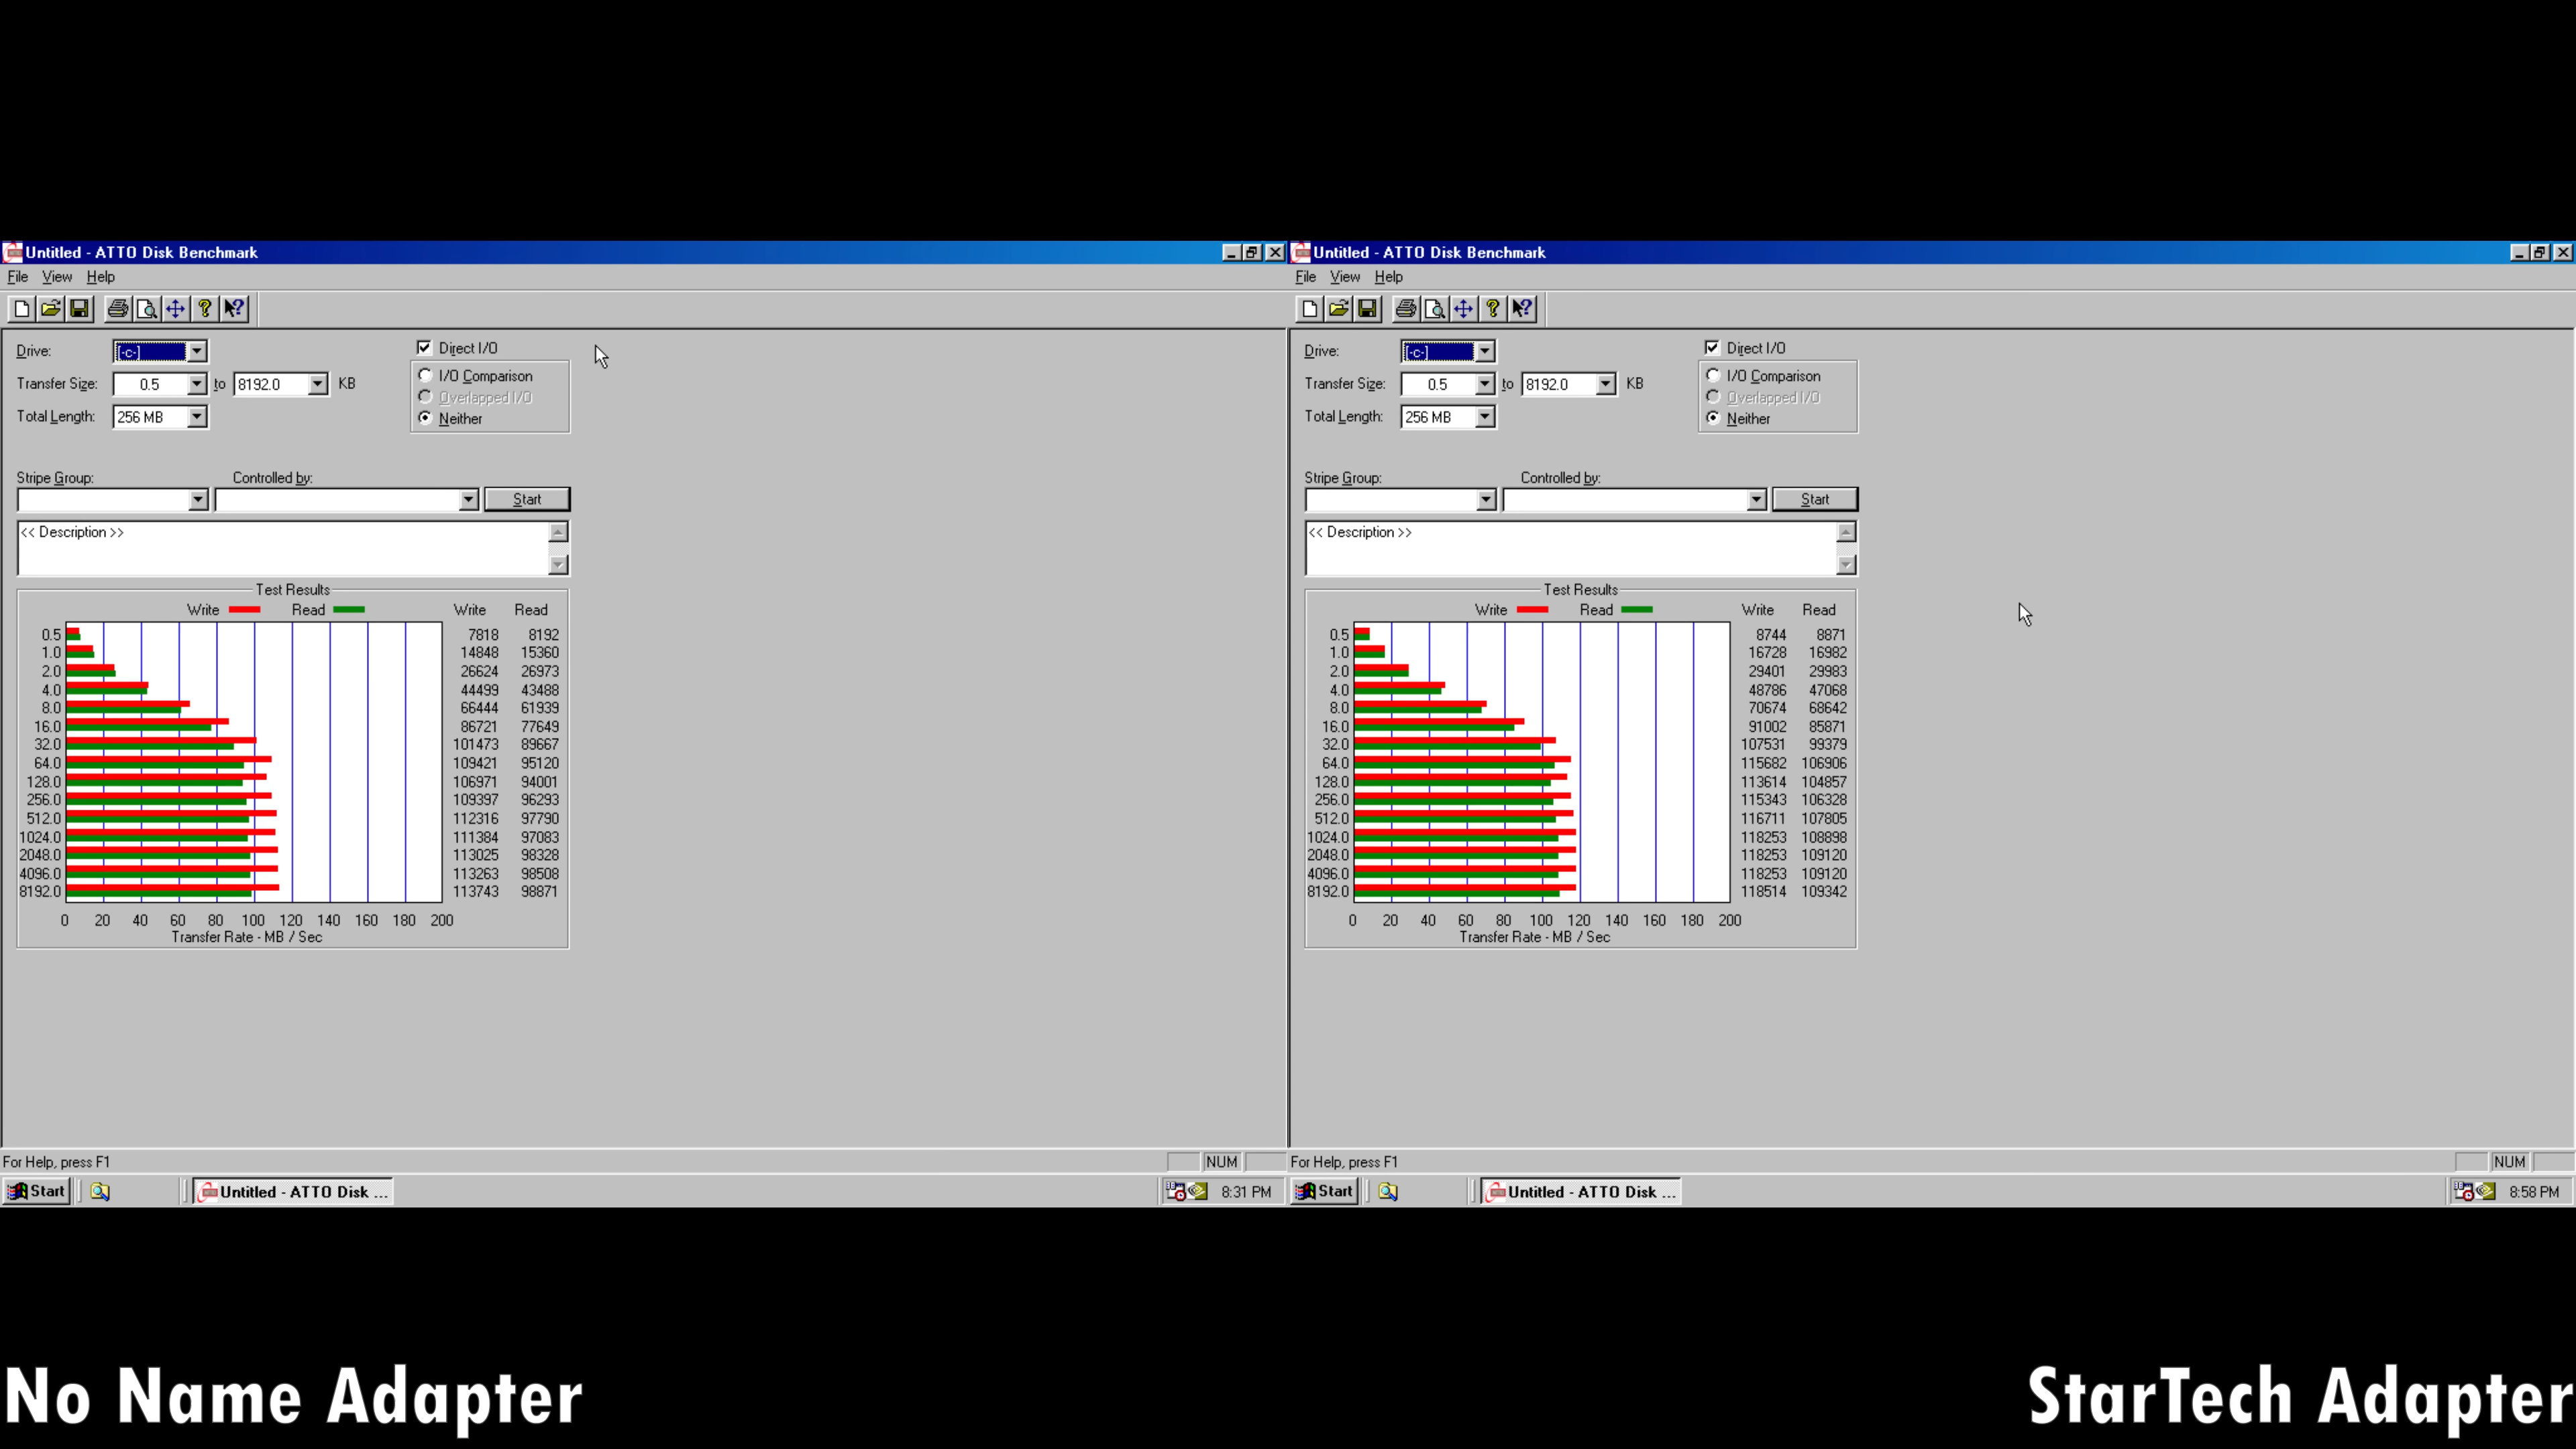 Untitled - ATTO Disk Benchmark
File View Help
Drive: [-c-] Direct I/O
Transfer Size: 0.5 to 8192.0 KB
I/O Comparison
Overlapped I/O
Total Length: 256 MB
Neither
Stripe Group: Controlled by:
Start
<< Description >>
Test Results
Write Read Write Read
0.5 7818 8192
1.0 14848 15360
2.0 26624 26973
4.0 44499 43488
8.0 66444 61939
16.0 86721 77649
32.0 101473 89667
64.0 109421 95120
128.0 106971 94001
256.0 109397 96293
512.0 112316 97790
1024.0 111384 97083
2048.0 113025 98328
4096.0 113263 98508
8192.0 113743 98871
0 20 40 60 80 100 120 140 160 180 200
Transfer Rate - MB / Sec
For Help, press F1 NUM
Start Untitled - ATTO Disk ... 8:31 PM
Untitled - ATTO Disk Benchmark
File View Help
Drive: [-c-] Direct I/O
Transfer Size: 0.5 to 8192.0 KB
I/O Comparison
Overlapped I/O
Total Length: 256 MB
Neither
Stripe Group: Controlled by:
Start
<< Description >>
Test Results
Write Read Write Read
0.5 8744 8871
1.0 16728 16982
2.0 29401 29983
4.0 48786 47068
8.0 70674 68642
16.0 91002 85871
32.0 107531 99379
64.0 115682 106906
128.0 113614 104857
256.0 115343 106328
512.0 116711 107805
1024.0 118253 108898
2048.0 118253 109120
4096.0 118253 109120
8192.0 118514 109342
0 20 40 60 80 100 120 140 160 180 200
Transfer Rate - MB / Sec
For Help, press F1 NUM
Start Untitled - ATTO Disk ... 8:58 PM
No Name Adapter
StarTech Adapter